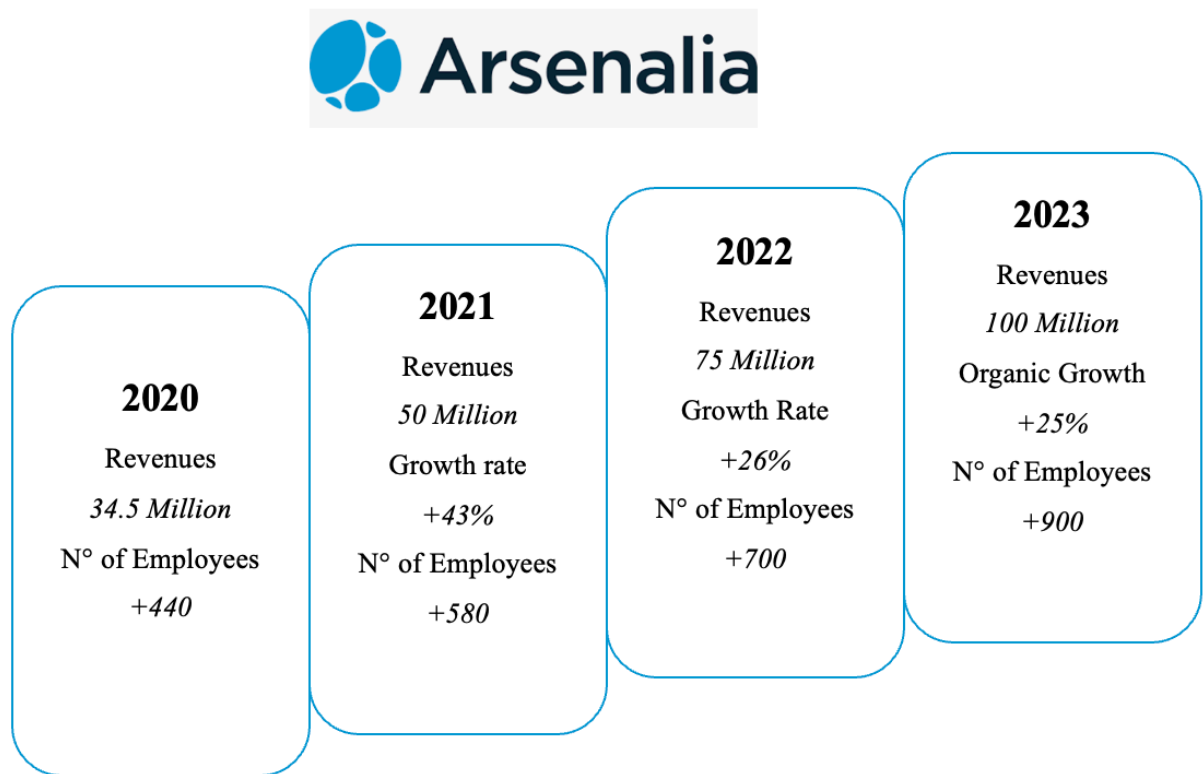 Arsenalia
2020
Revenues
34.5 Million
N° of Employees
+440
2021
Revenues
50 Million
Growth rate
+43%
N° of Employees
+580
2022
Revenues
75 Million
Growth Rate
+26%
N° of Employees
+700
2023
Revenues
100 Million
Organic Growth
+25%
N° of Employees
+900